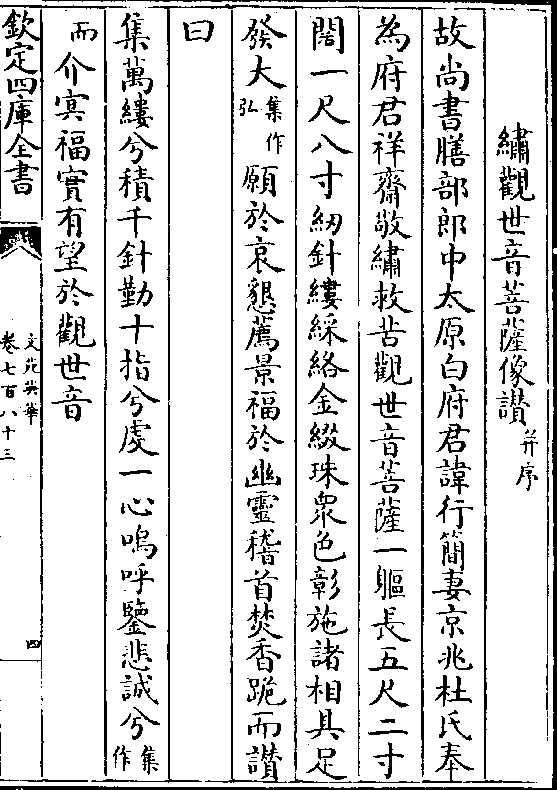 繡觀世音菩薩像讃并序
故尚書膳部郎中太原白府君諱行簡妻京兆杜氏奉
為府君祥齋敬繡救苦觀世音菩薩一軀長五尺二寸
闊一尺八寸紉針縷綵絡金綴珠衆色彰施諸相具足
發大集作弘願於哀懇薦景福於幽靈稽首焚香跪而讃
曰
集萬縷兮積千針勤十指兮虔一心嗚呼鑒悲誠兮集作
而介㝠福實有望於觀世音
欽定四庫全書
文苑英華
卷七百八十三
四